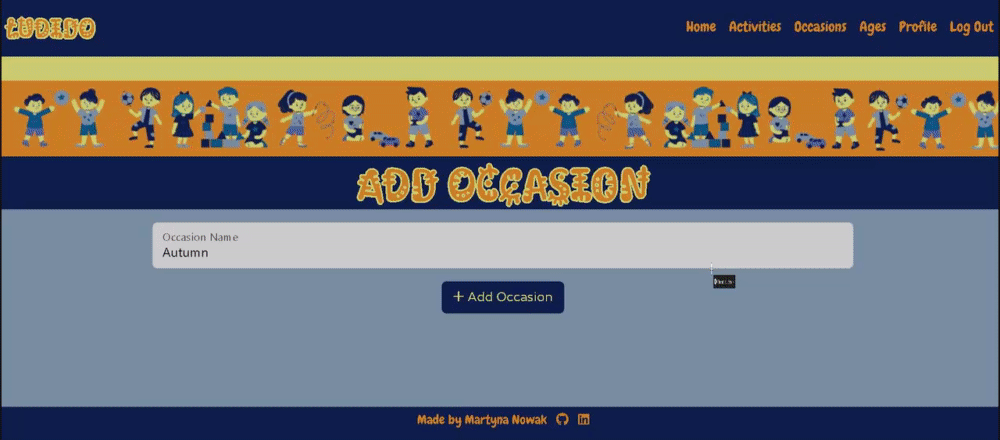 LUDIDO
Home Activities Occasions Ages Profile Log Out
ADD OCCASION
Occasion Name
Autumn
+ Add Occasion
Made by Martyna Nowak